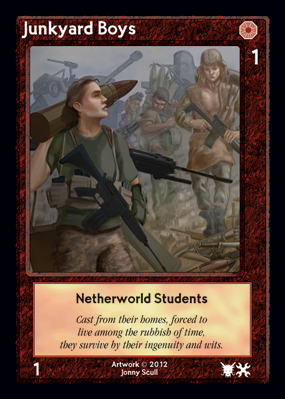 Junkyard Boys
1
Netherworld Students
Cast from their homes, forced to
live among the rubbish of time,
they survive by their ingenuity and wits.
1
Artwork © 2012
Jonny Scull